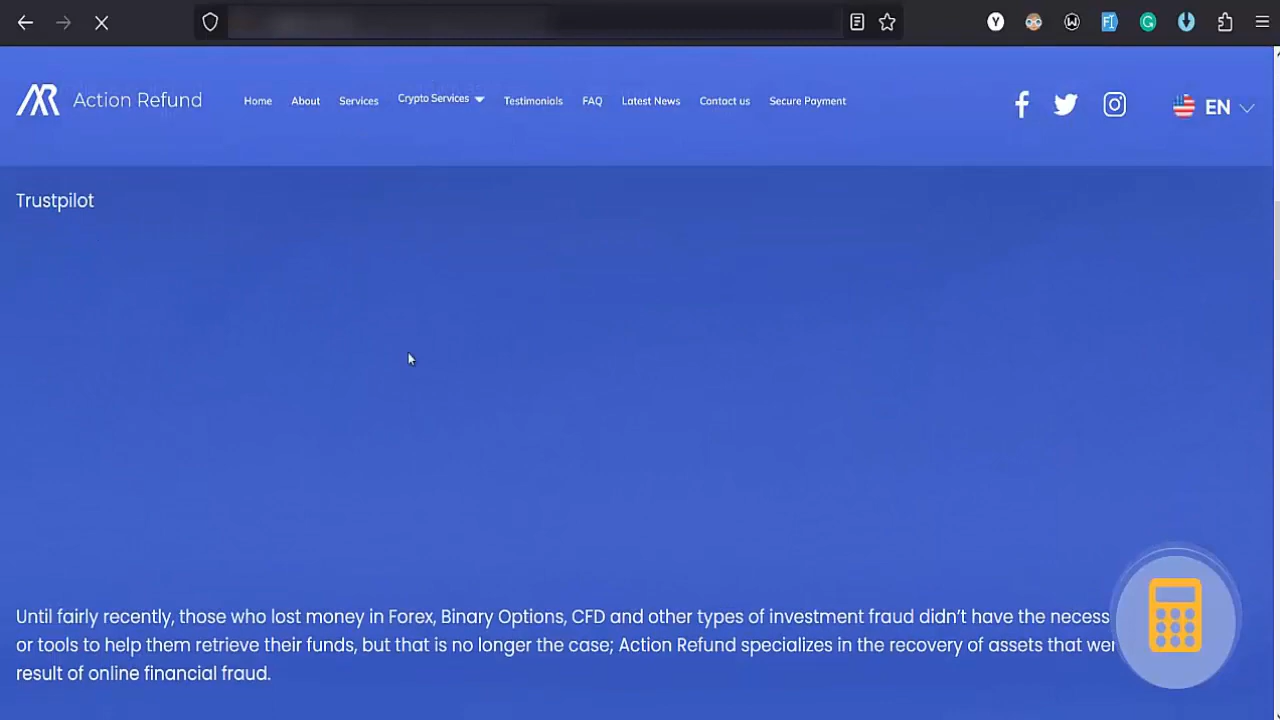 Action Refund
Home About Services Crypto Services Testimonials FAQ Latest News Contact us Secure Payment
EN
Trustpilot
Until fairly recently, those who lost money in Forex, Binary Options, CFD and other types of investment fraud didn't have the
or tools to help them retrieve their funds, but that is no longer the case; Action Refund specializes in the recovery of assets that
result of online financial fraud.